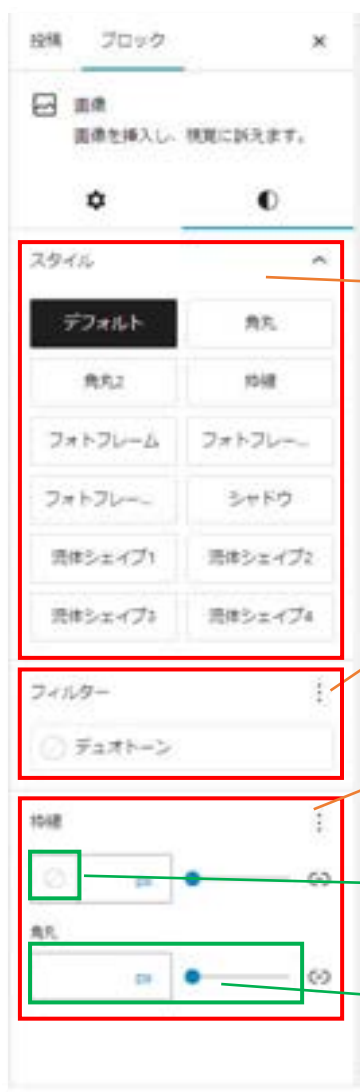 投稿 ブロック ×
画像
画像を挿入し、視覚に訴えます。
スタイル
デフォルト 角丸
角丸2 枠線
フォトフレーム フォトフレー...
フォトフレー... シャドウ
流体シェイプ1 流体シェイプ2
流体シェイプ3 流体シェイプ4
フィルター
デュオトーン
枠線
px
角丸
px